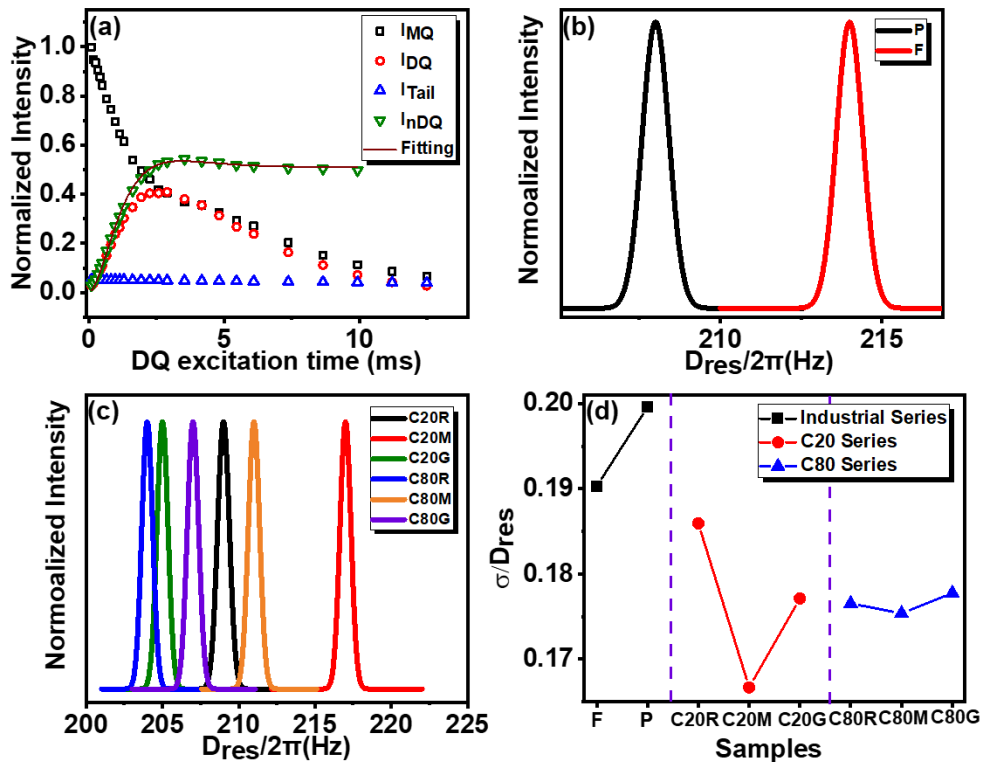 (a)
I_MQ
I_DQ
I_Tail
I_nDQ
Fitting
Normalized Intensity
1.0
0.8
0.6
0.4
0.2
0.0
0 5 10
DQ excitation time (ms)
(b)
P
F
Normoalized Intensity
210 215
D_res/2π(Hz)
(c)
C20R
C20M
C20G
C80R
C80M
C80G
Normoalized Intensity
200 205 210 215 220 225
D_res/2π(Hz)
(d)
Industrial Series
C20 Series
C80 Series
σ/D_res
0.20
0.19
0.18
0.17
F P C20R C20M C20G C80R C80M C80G
Samples